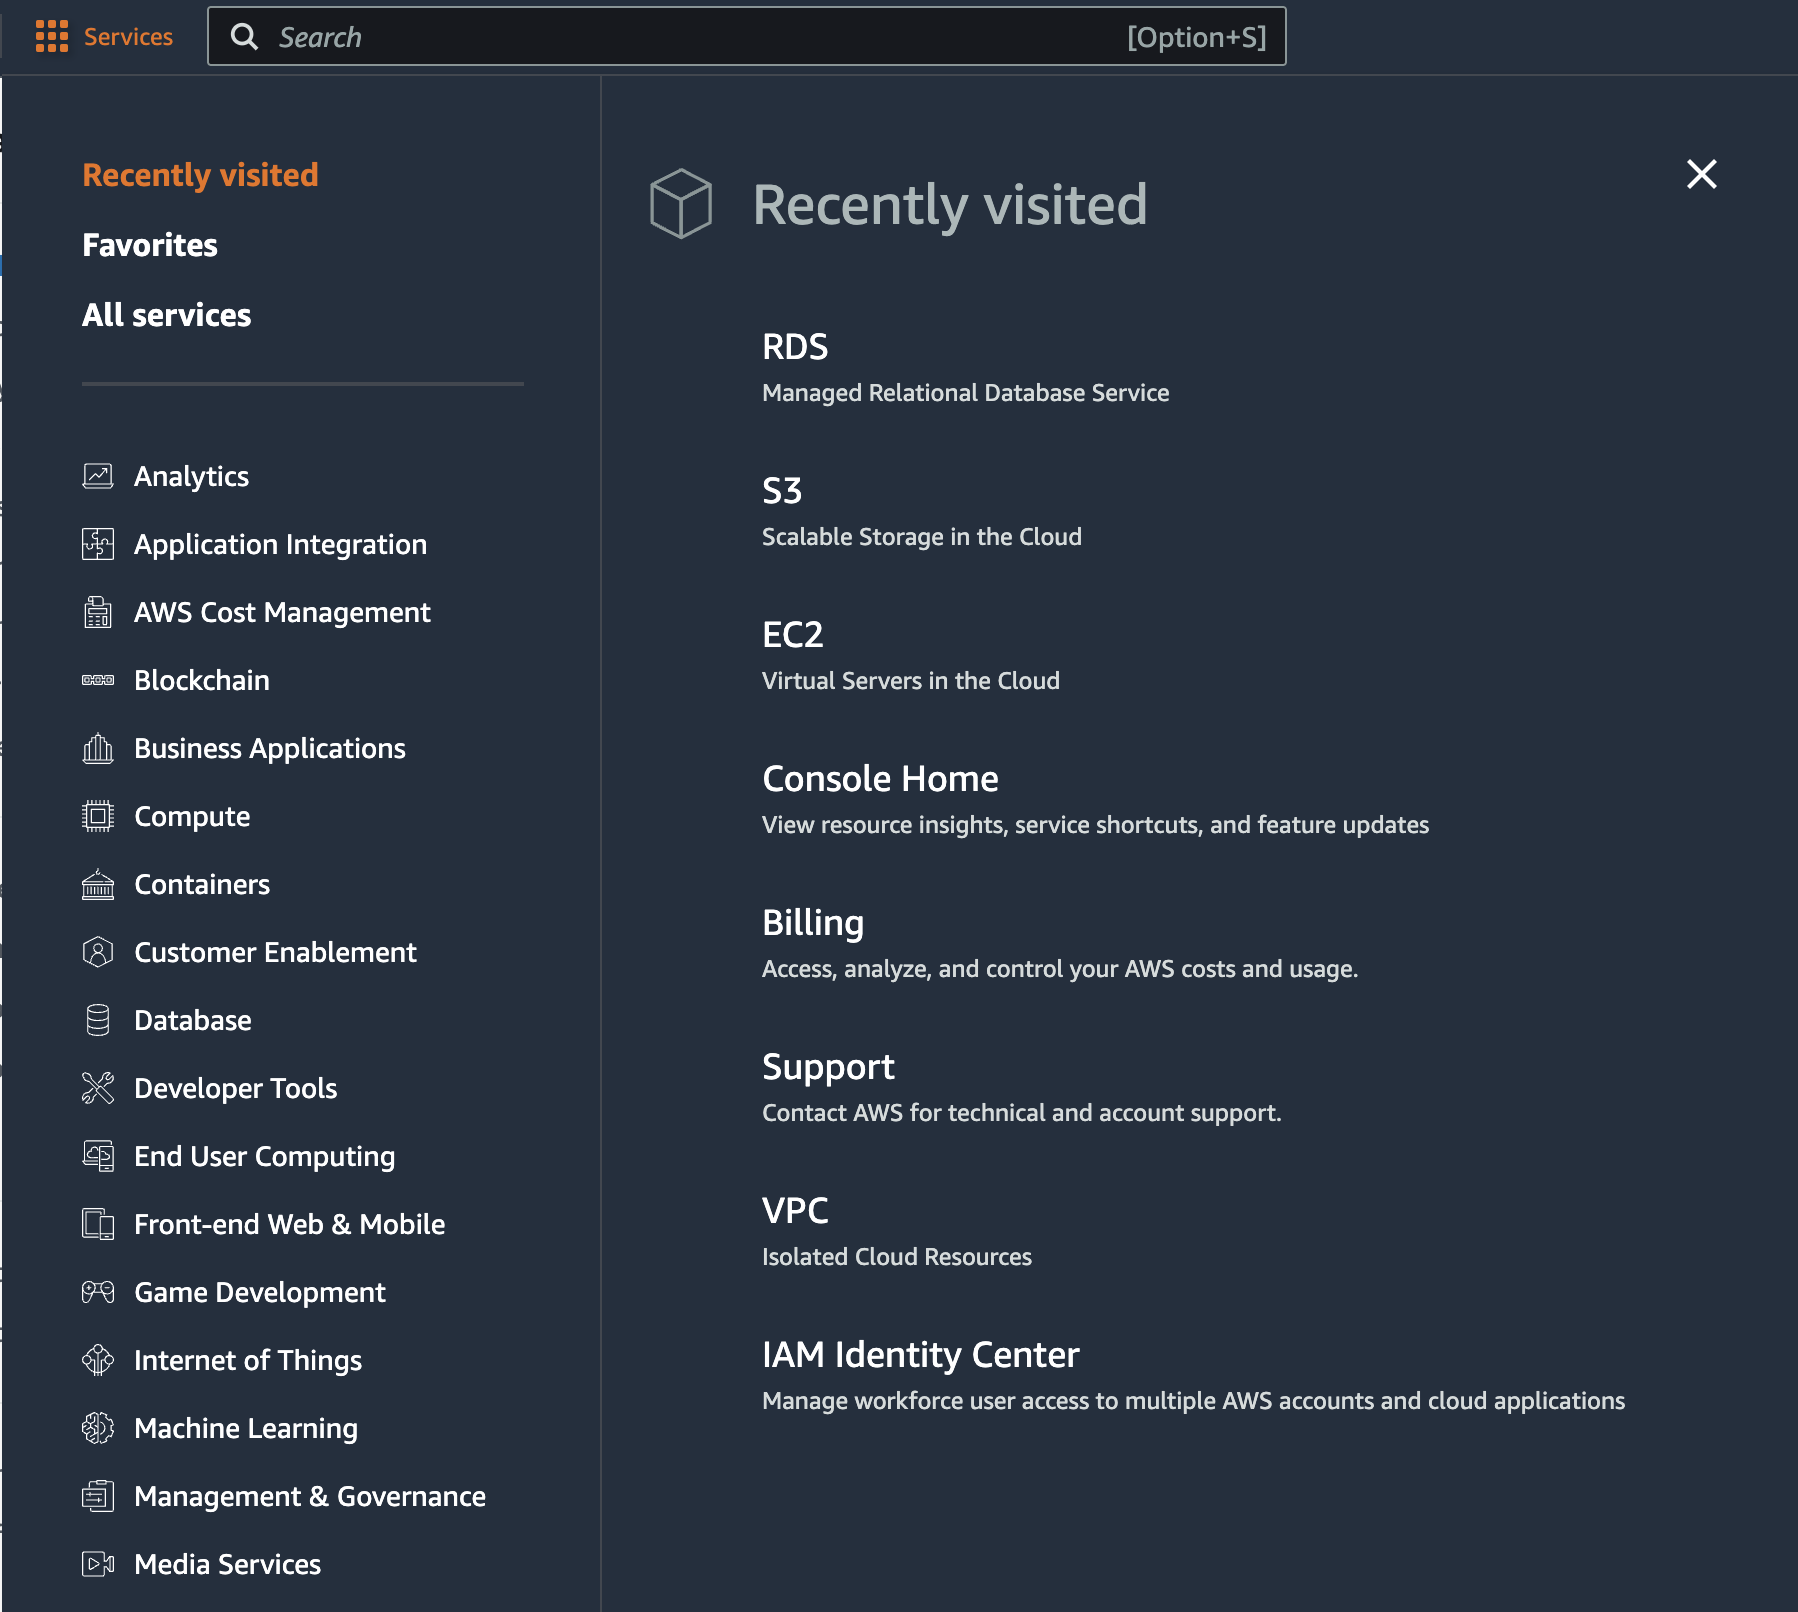 Services
Search
[Option+S]
Recently visited
Favorites
All services
Analytics
Application Integration
AWS Cost Management
Blockchain
Business Applications
Compute
Containers
Customer Enablement
Database
Developer Tools
End User Computing
Front-end Web & Mobile
Game Development
Internet of Things
Machine Learning
Management & Governance
Media Services
Recently visited
RDS
Managed Relational Database Service
S3
Scalable Storage in the Cloud
EC2
Virtual Servers in the Cloud
Console Home
View resource insights, service shortcuts, and feature updates
Billing
Access, analyze, and control your AWS costs and usage.
Support
Contact AWS for technical and account support.
VPC
Isolated Cloud Resources
IAM Identity Center
Manage workforce user access to multiple AWS accounts and cloud applications